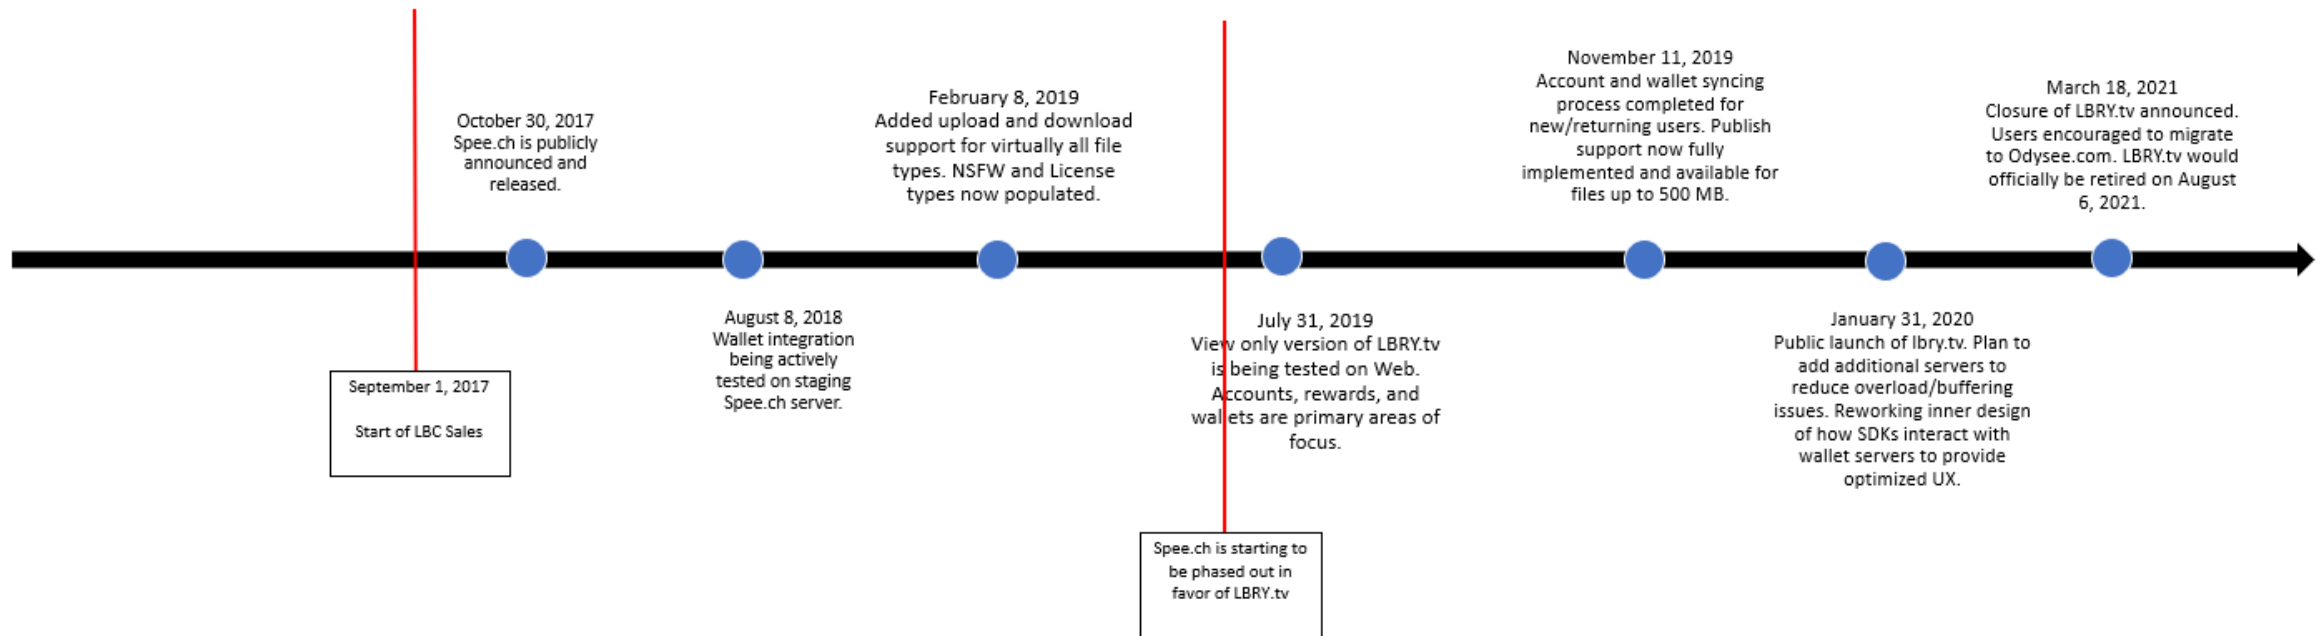 October 30, 2017
Spee.ch is publicly
announced and
released.
February 8, 2019
Added upload and download
support for virtually all file
types. NSFW and License
types now populated.
November 11, 2019
Account and wallet syncing
process completed for
new/returning users. Publish
support now fully
implemented and available for
files up to 500 MB.
March 18, 2021
Closure of LBRY.tv announced.
Users encouraged to migrate
to Odysee.com. LBRY.tv would
officially be retired on August
6, 2021.
September 1, 2017
Start of LBC Sales
August 8, 2018
Wallet integration
being actively
tested on staging
Spee.ch server.
July 31, 2019
View only version of LBRY.tv
is being tested on Web.
Accounts, rewards, and
wallets are primary areas of
focus.
January 31, 2020
Public launch of lbry.tv. Plan to
add additional servers to
reduce overload/buffering
issues. Reworking inner design
of how SDKs interact with
wallet servers to provide
optimized UX.
Spee.ch is starting to
be phased out in
favor of LBRY.tv